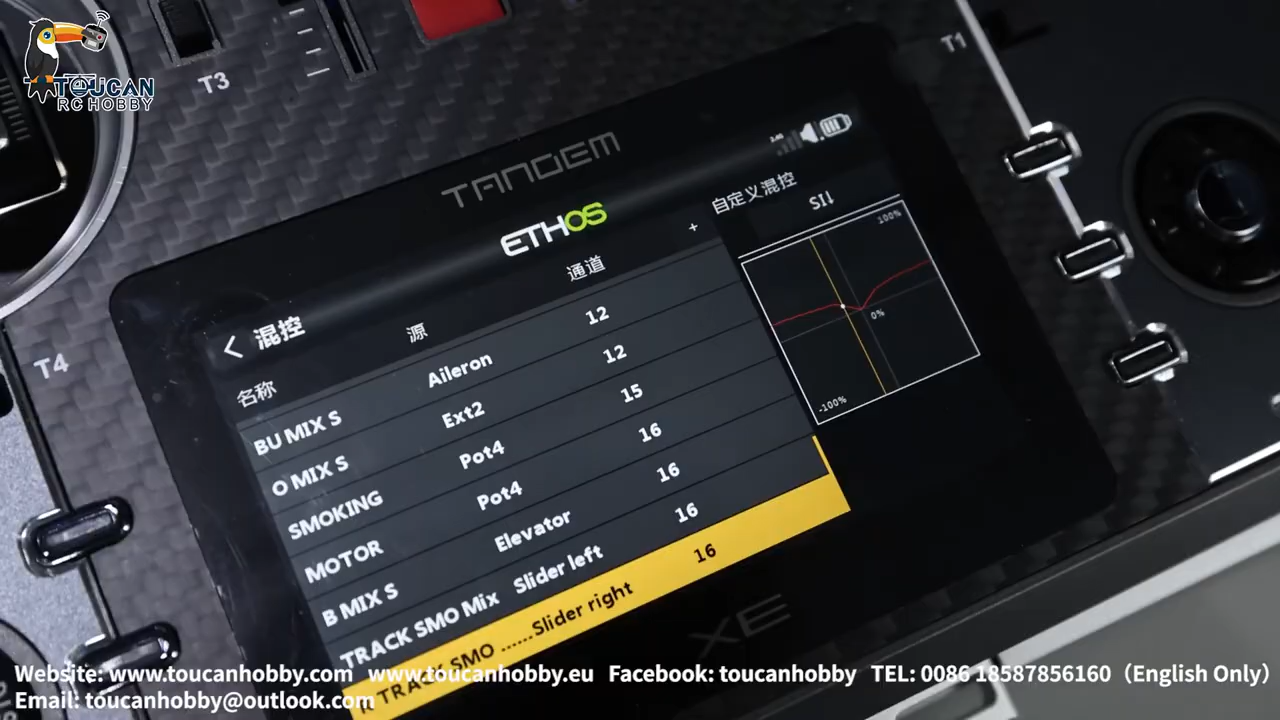 TOUCAN
RC HOBBY
T3
T1
T4
TANDEM
ETHOS
2.4G
混控
名称 源 通道 +
BU MIX S Aileron 12
O MIX S Ext2 12
SMOKING Pot4 15
MOTOR Pot4 16
B MIX S Elevator 16
TRACK SMO Mix Slider left 16
R TRACK SMO ...... Slider right 16
自定义混控
100%
0%
-100%
XE
Website: www.toucanhobby.com www.toucanhobby.eu Facebook: toucanhobby TEL: 0086 18587856160（English Only)
Email: toucanhobby@outlook.com